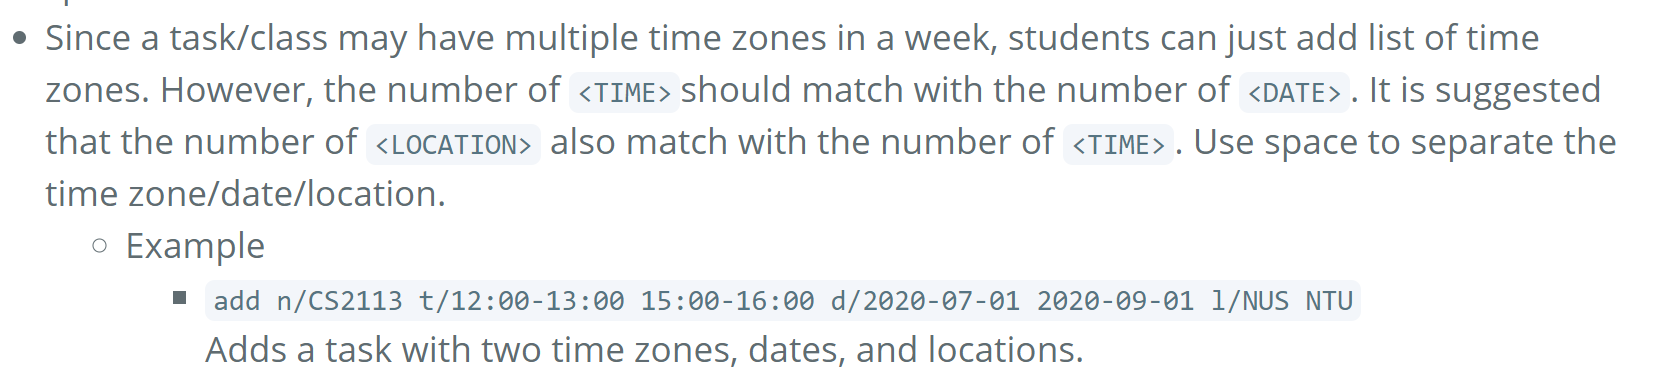 Since a task/class may have multiple time zones in a week, students can just add list of time
zones. However, the number of <TIME> should match with the number of <DATE>. It is suggested
that the number of <LOCATION> also match with the number of <TIME>. Use space to separate the
time zone/date/location.
Example
add n/CS2113 t/12:00-13:00 15:00-16:00 d/2020-07-01 2020-09-01 l/NUS NTU
Adds a task with two time zones, dates, and locations.